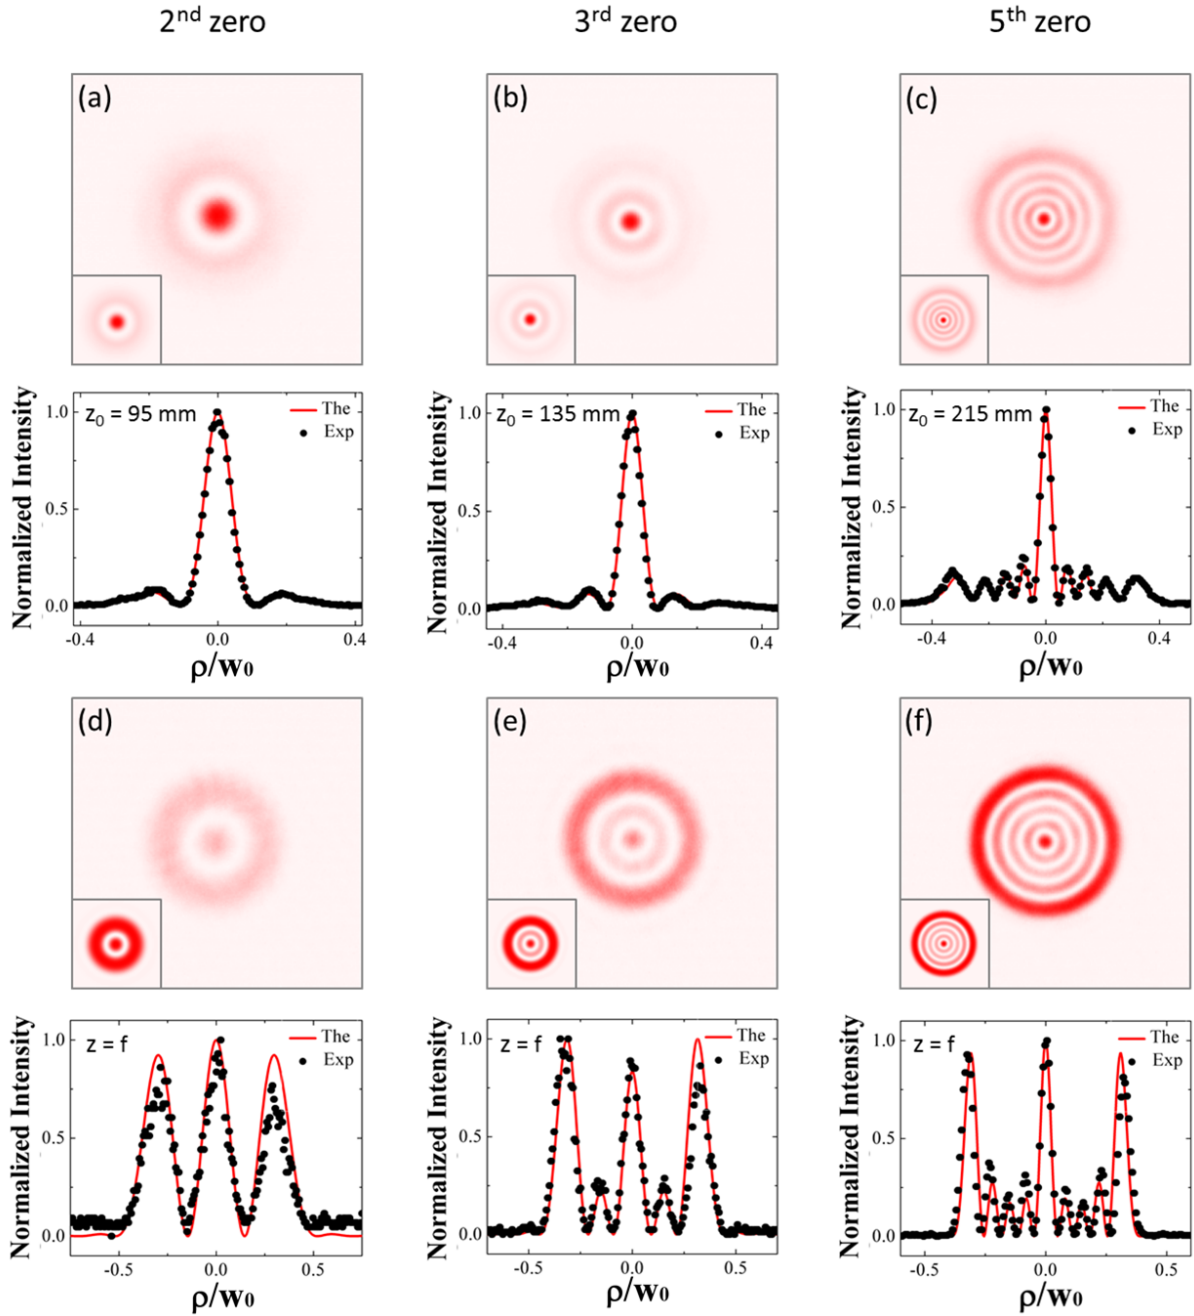 2nd zero 3rd zero 5th zero
(a) (b) (c)
z0 = 95 mm The Exp
Normalized Intensity
1.0
0.5
0.0
-0.4 0.0 0.4
ρ/w0
z0 = 135 mm The Exp
Normalized Intensity
1.0
0.5
0.0
-0.4 0.0 0.4
ρ/w0
z0 = 215 mm The Exp
Normalized Intensity
1.0
0.5
0.0
-0.4 0.0 0.4
ρ/w0
(d) (e) (f)
z = f The Exp
Normalized Intensity
1.0
0.5
0.0
-0.5 0.0 0.5
ρ/w0
z = f The Exp
Normalized Intensity
1.0
0.5
0.0
-0.5 0.0 0.5
ρ/w0
z = f The Exp
Normalized Intensity
1.0
0.5
0.0
-0.5 0.0 0.5
ρ/w0